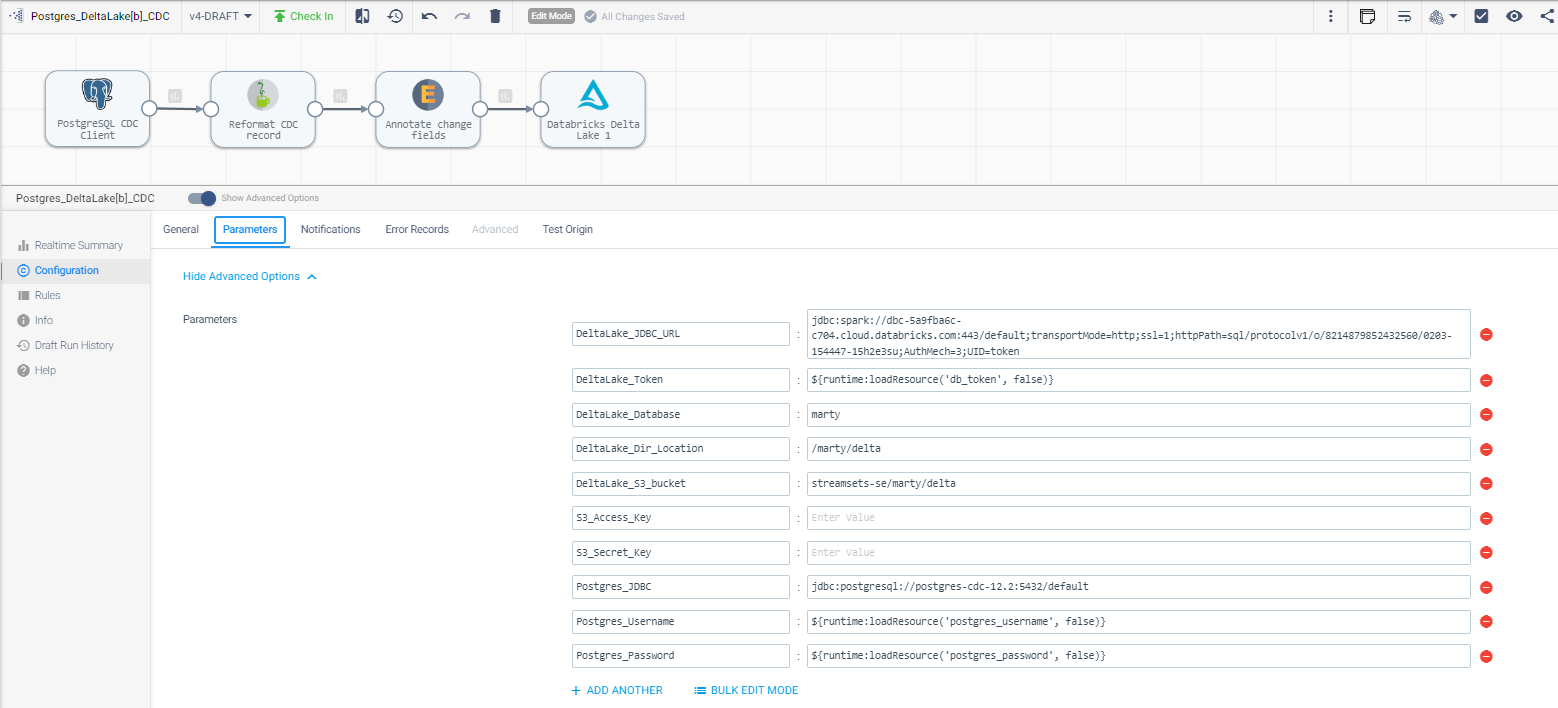 Postgres_DeltaLake[b]_CDC
v4-DRAFT
Check In
Edit Mode
All Changes Saved
PostgreSQL CDC
Client
Reformat CDC
record
Annotate change
fields
Databricks Delta
Lake 1
Postgres_DeltaLake[b]_CDC
Show Advanced Options
Realtime Summary
Configuration
Rules
Info
Draft Run History
Help
General
Parameters
Notifications
Error Records
Advanced
Test Origin
Hide Advanced Options
Parameters
DeltaLake_JDBC_URL
:
jdbc:spark://dbc-5a9fba6c-
c704.cloud.databricks.com:443/default;transportMode=http;ssl=1;httpPath=sql/protocolv1/o/8214879852432560/0203-
154447-15h2e3su;AuthMech=3;UID=token
DeltaLake_Token : ${runtime:loadResource('db_token', false)}
DeltaLake_Database : marty
DeltaLake_Dir_Location : /marty/delta
DeltaLake_S3_bucket : streamsets-se/marty/delta
S3_Access_Key : Enter Value
S3_Secret_Key : Enter Value
Postgres_JDBC : jdbc:postgresql://postgres-cdc-12.2:5432/default
Postgres_Username : ${runtime:loadResource('postgres_username', false)}
Postgres_Password : ${runtime:loadResource('postgres_password', false)}
+ ADD ANOTHER
BULK EDIT MODE